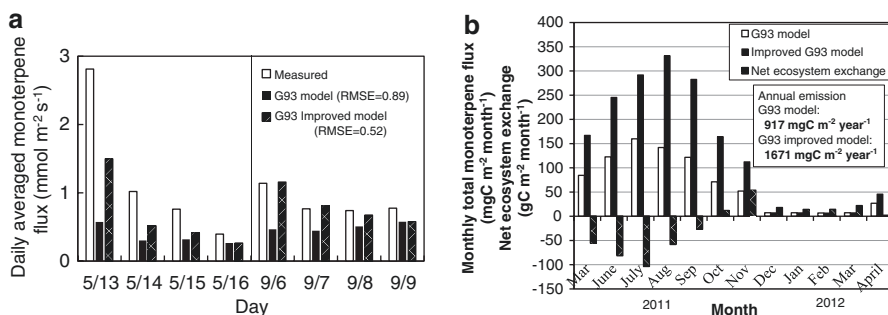 a
3
2
1
0
Daily averaged monoterpene
flux (mmol m⁻² s⁻¹)
Measured
G93 model (RMSE=0.89)
G93 Improved model
(RMSE=0.52)
5/13 5/14 5/15 5/16 9/6 9/7 9/8 9/9
Day
b
Monthly total monoterpene flux
(mgC m⁻² month⁻¹)
Net ecosystem exchange
(gC m⁻² month⁻¹)
400
350
300
250
200
150
100
50
0
-50
-100
-150
G93 model
Improved G93 model
Net ecosystem exchange
Annual emission
G93 model:
917 mgC m⁻² year⁻¹
G93 improved model:
1671 mgC m⁻² year⁻¹
Mar June July Aug Sep Oct Nov Dec Jan Feb Mar April
2011 Month 2012